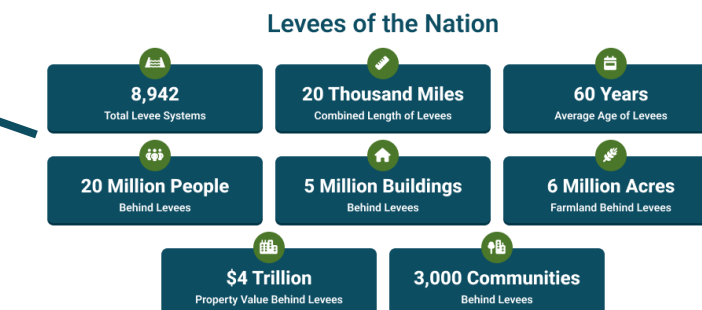 Levees of the Nation
8,942
Total Levee Systems
20 Thousand Miles
Combined Length of Levees
60 Years
Average Age of Levees
20 Million People
Behind Levees
5 Million Buildings
Behind Levees
6 Million Acres
Farmland Behind Levees
$4 Trillion
Property Value Behind Levees
3,000 Communities
Behind Levees